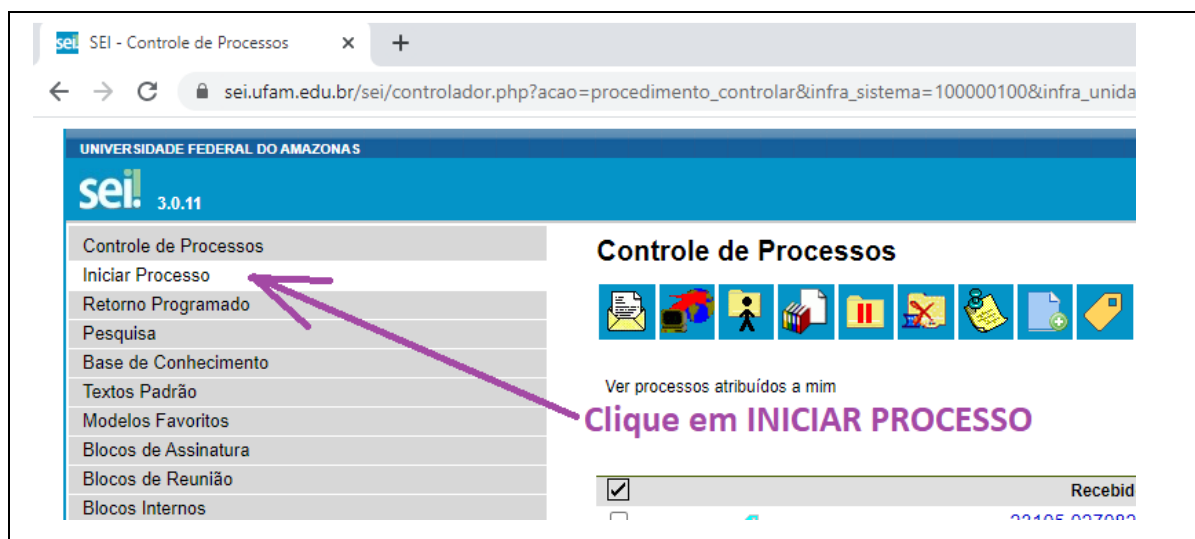 sei! SEI - Controle de Processos
sei.ufam.edu.br/sei/controlador.php?acao=procedimento_controlar&infra_sistema=100000100&infra_unida
UNIVERSIDADE FEDERAL DO AMAZONAS
sei! 3.0.11
Controle de Processos
Iniciar Processo
Retorno Programado
Pesquisa
Base de Conhecimento
Textos Padrão
Modelos Favoritos
Blocos de Assinatura
Blocos de Reunião
Blocos Internos
Controle de Processos
Ver processos atribuídos a mim
Clique em INICIAR PROCESSO
Recebid